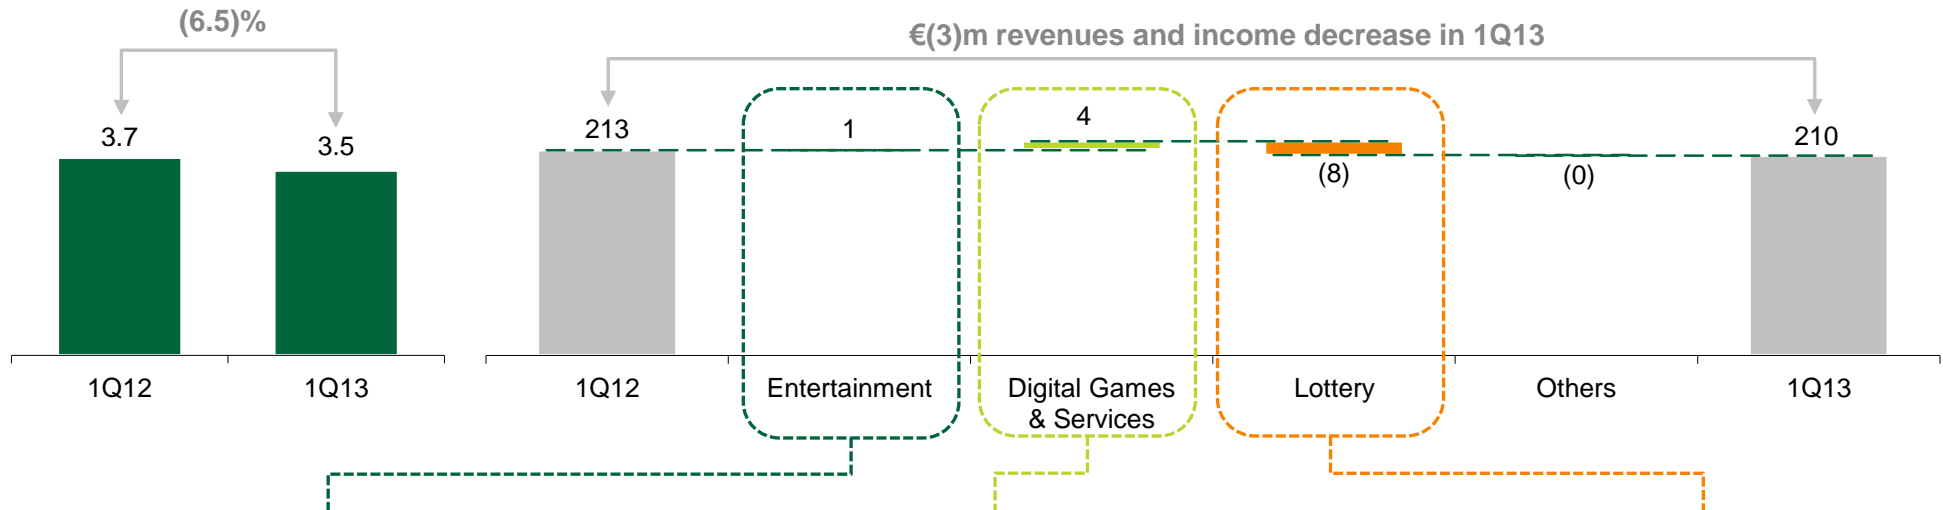 (6.5)%
€(3)m revenues and income decrease in 1Q13
3.7
3.5
213
1
4
(8)
(0)
210
1Q12
1Q13
1Q12
Entertainment
Digital Games
& Services
Lottery
Others
1Q13